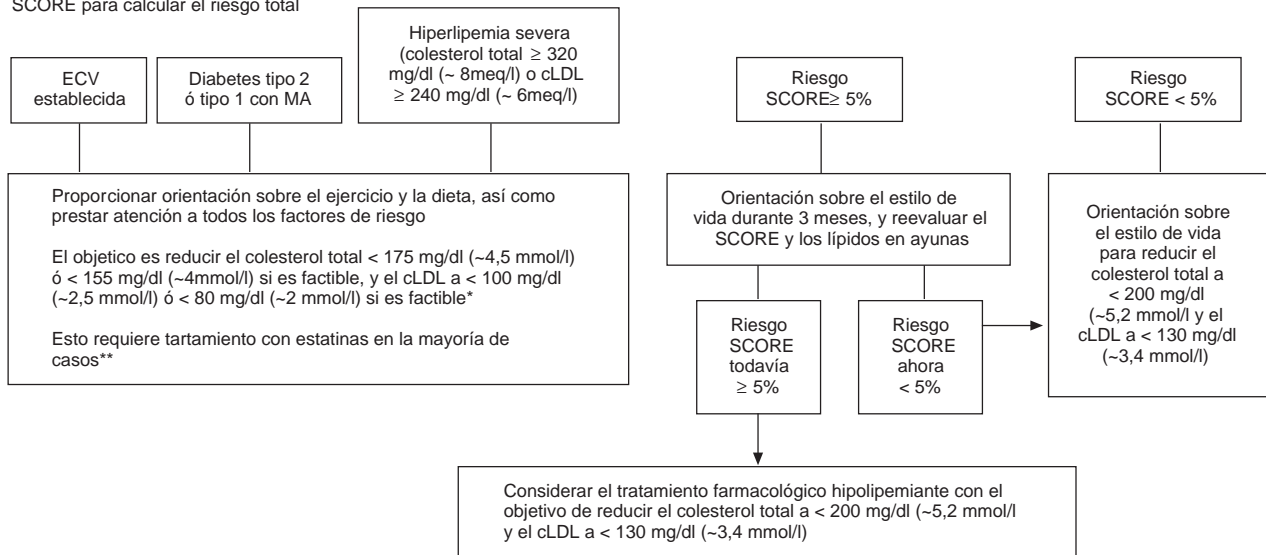 SCORE para calcular el riesgo total
ECV
establecida
Diabetes tipo 2
ó tipo 1 con MA
Hiperlipemia severa
(colesterol total ≥ 320
mg/dl (~ 8meq/l) o cLDL
≥ 240 mg/dl (~ 6meq/l)
Riesgo
SCORE≥ 5%
Riesgo
SCORE < 5%
Proporcionar orientación sobre el ejercicio y la dieta, así como
prestar atención a todos los factores de riesgo
El objetico es reducir el colesterol total < 175 mg/dl (~4,5 mmol/l)
ó < 155 mg/dl (~4mmol/l) si es factible, y el cLDL a < 100 mg/dl
(~2,5 mmol/l) ó < 80 mg/dl (~2 mmol/l) si es factible*
Esto requiere tartamiento con estatinas en la mayoría de
casos**
Orientación sobre el estilo de
vida durante 3 meses, y reevaluar el
SCORE y los lípidos en ayunas
Riesgo
SCORE
todavía
≥ 5%
Riesgo
SCORE
ahora
< 5%
Orientación sobre
el estilo de vida
para reducir el
colesterol total a
< 200 mg/dl
(~5,2 mmol/l y el
cLDL a < 130 mg/dl
(~3,4 mmol/l)
Considerar el tratamiento farmacológico hipolipemiante con el
objetivo de reducir el colesterol total a < 200 mg/dl (~5,2 mmol/l
y el cLDL a < 130 mg/dl (~3,4 mmol/l)